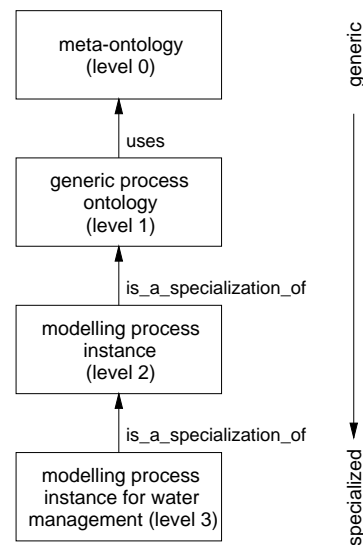 meta-ontology
(level 0)
generic
uses
generic process
ontology
(level 1)
is_a_specialization_of
modelling process
instance
(level 2)
is_a_specialization_of
modelling process
instance for water
management (level 3)
specialized